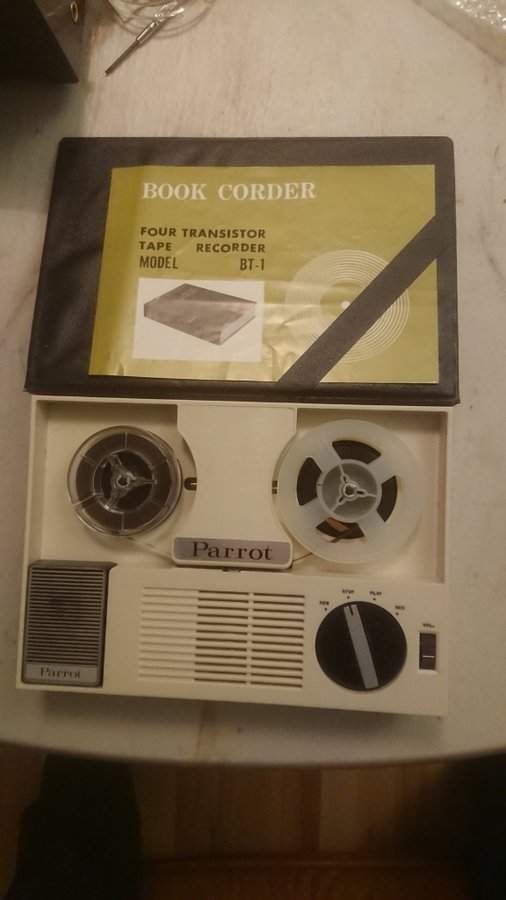 BOOK CORDER
FOUR TRANSISTOR
TAPE RECORDER
MODEL BT-1
Parrot
REW
STOP
PLAY
REC
VOL.
Parrot